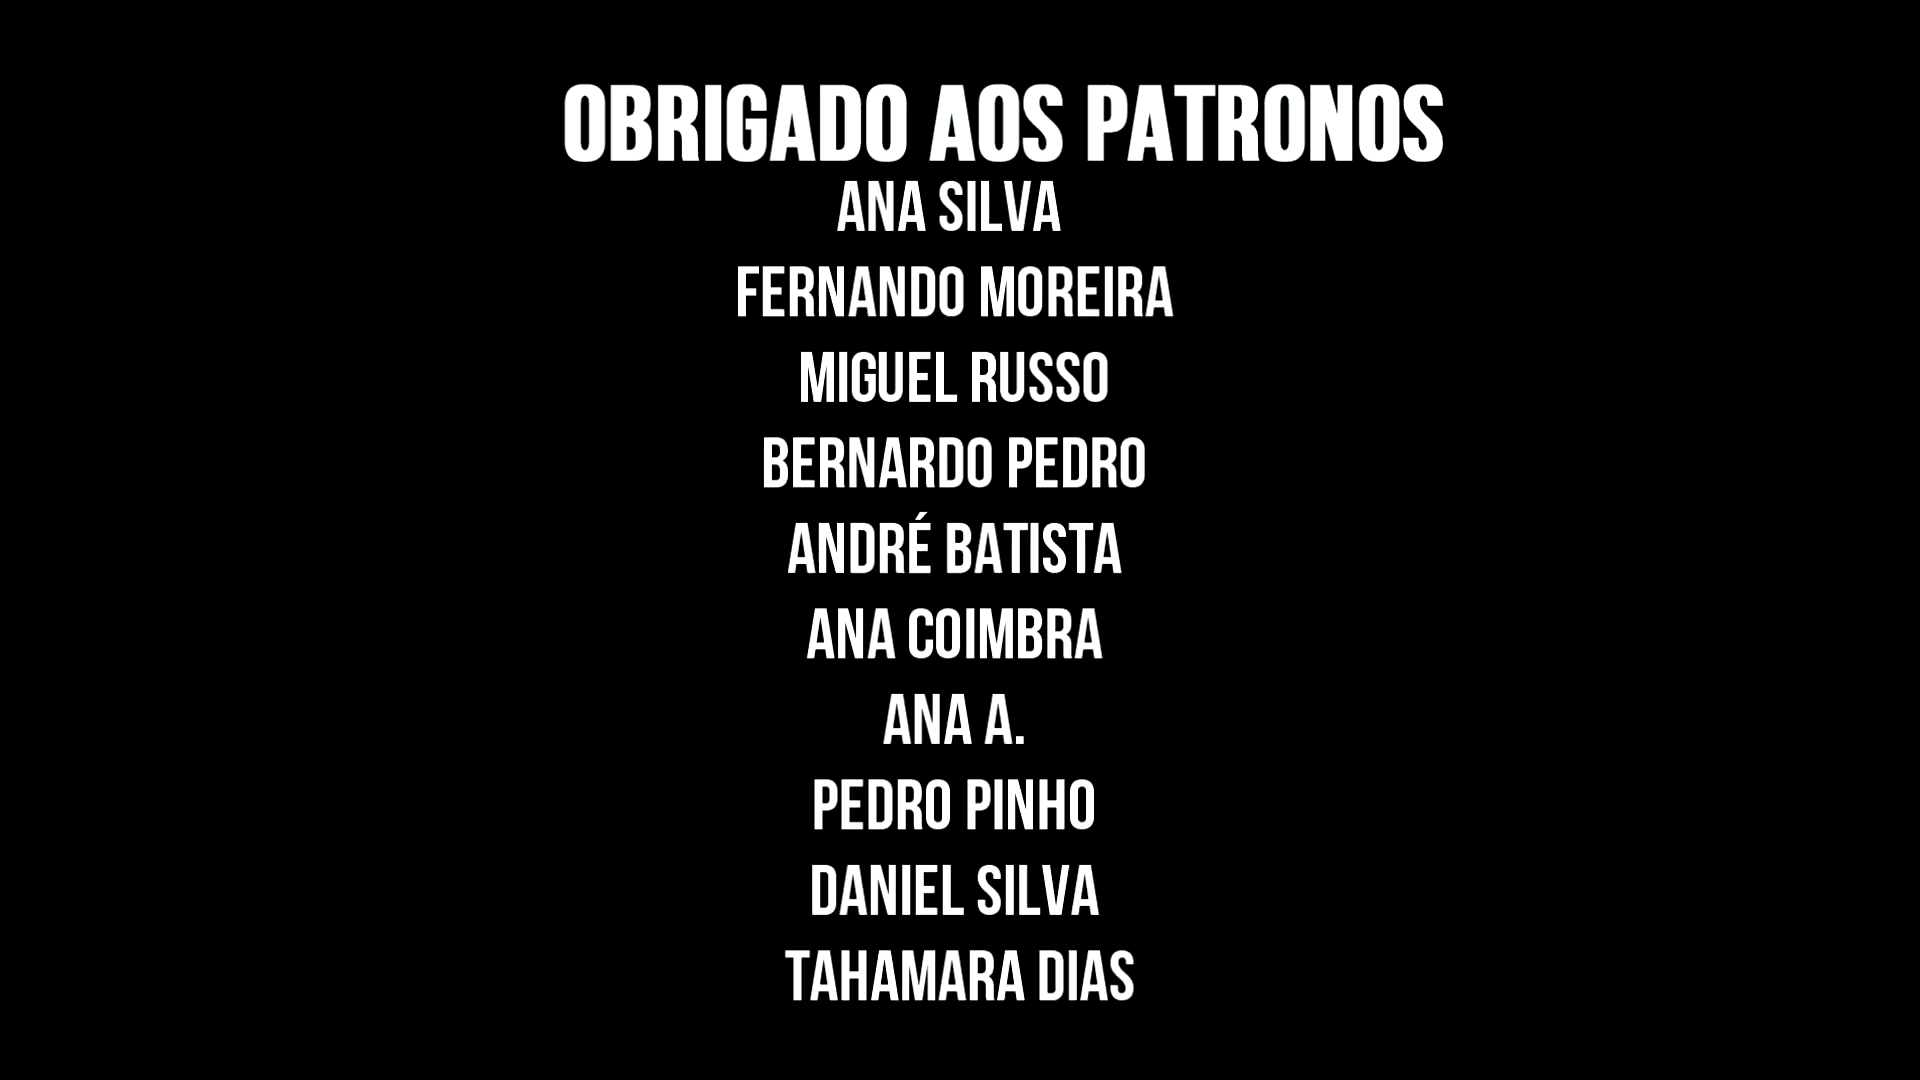 OBRIGADO AOS PATRONOS
ANA SILVA
FERNANDO MOREIRA
MIGUEL RUSSO
BERNARDO PEDRO
ANDRÉ BATISTA
ANA COIMBRA
ANA A.
PEDRO PINHO
DANIEL SILVA
TAHAMARA DIAS